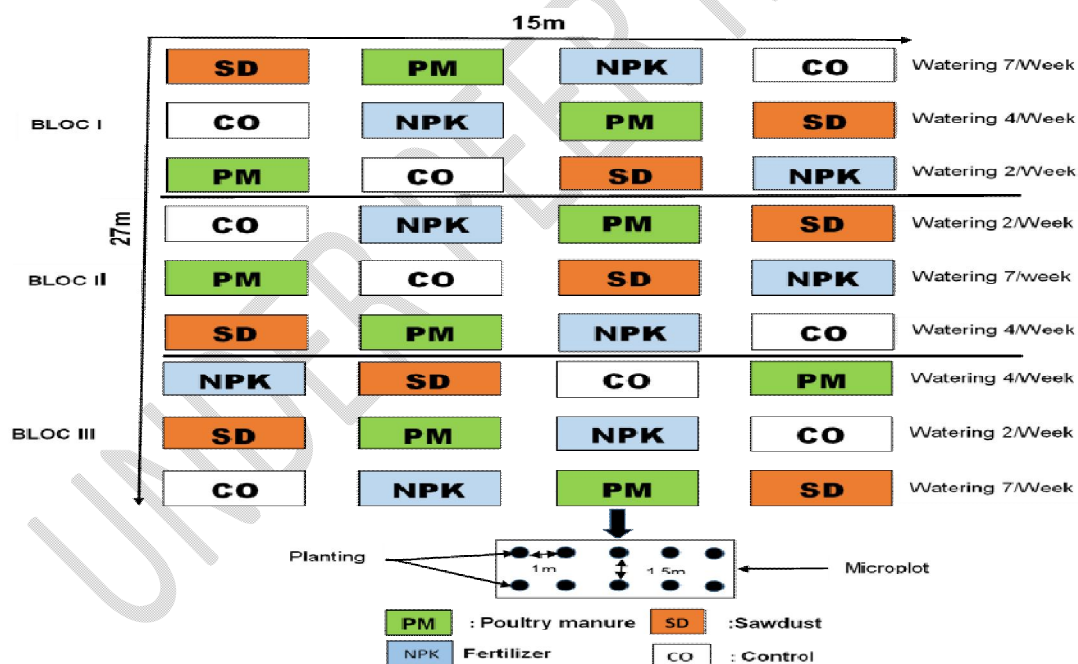 15m
SD PM NPK CO Watering 7/Week
BLOC I CO NPK PM SD Watering 4/Week
PM CO SD NPK Watering 2/Week
27m
CO NPK PM SD Watering 2/Week
BLOC II PM CO SD NPK Watering 7/week
SD PM NPK CO Watering 4/Week
NPK SD CO PM Watering 4/Week
BLOC III SD PM NPK CO Watering 2/Week
CO NPK PM SD Watering 7/Week
Planting 1m 1,5m Microplot
PM : Poultry manure SD :Sawdust
NPK Fertilizer CO : Control
UNDER PEER